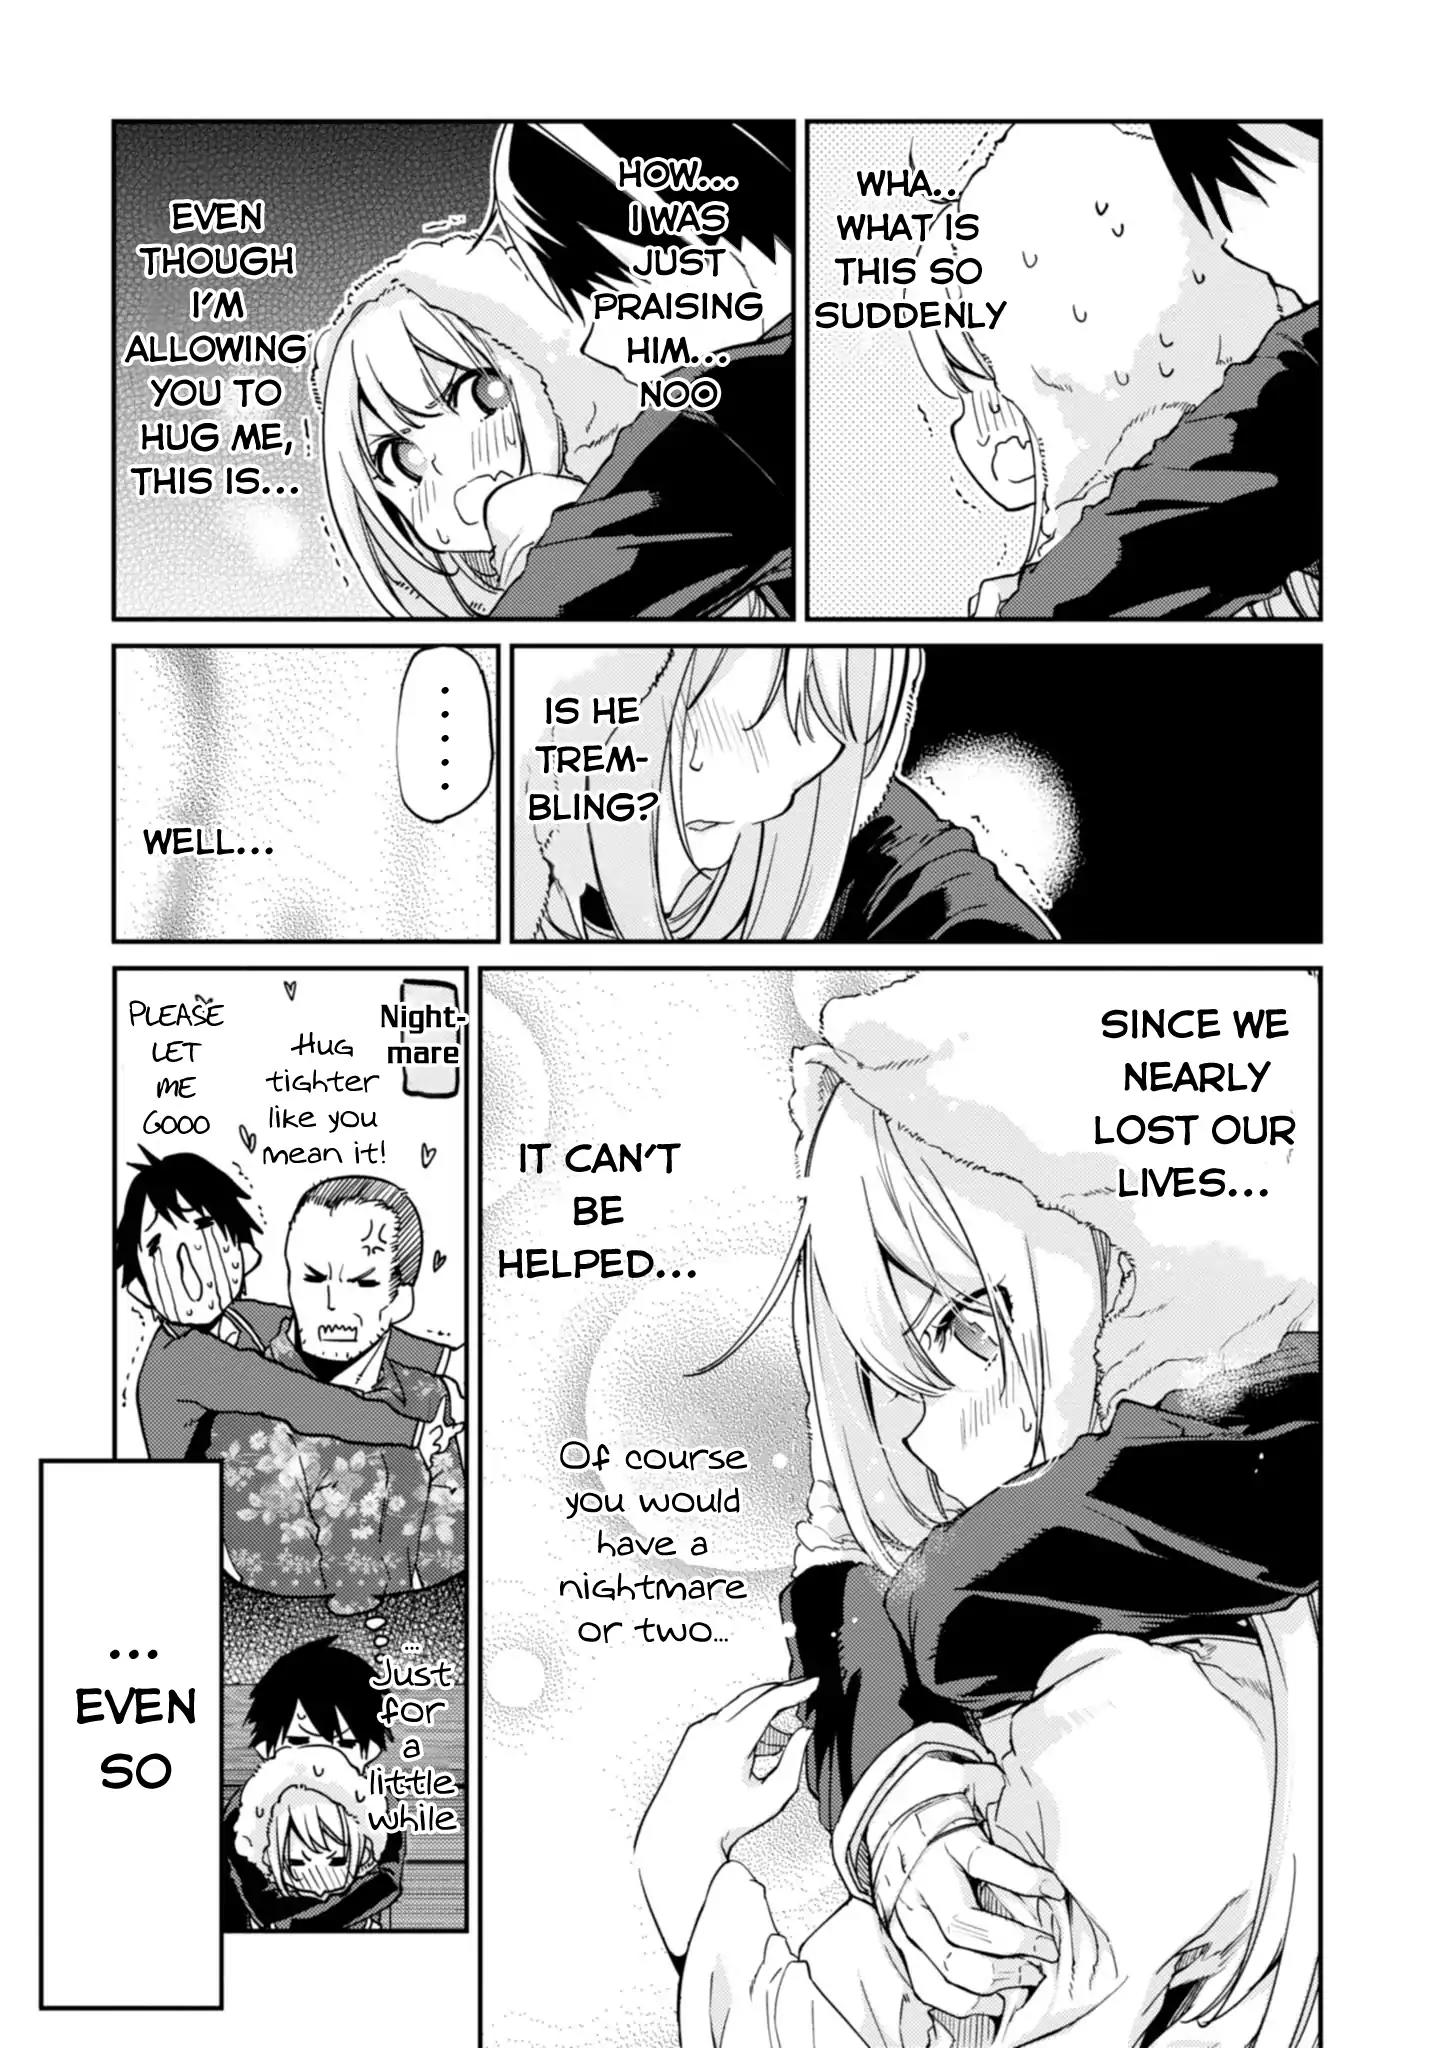 WHA..
WHAT IS
THIS SO
SUDDENLY
HOW...
I WAS
JUST
PRAISING
HIM...
NOO
EVEN
THOUGH
I'M
ALLOWING
YOU TO
HUG ME,
THIS IS...
IS HE
TREM-
BLING?
......
WELL...
SINCE WE
NEARLY
LOST OUR
LIVES...
IT CAN'T
BE
HELPED...
Of course
you would
have a
nightmare
or two...
Night-
mare
Hug
tighter
like you
mean it!
PLEASE
LET
ME
GOOO
...
Just
for
a
little
while
...
EVEN
SO